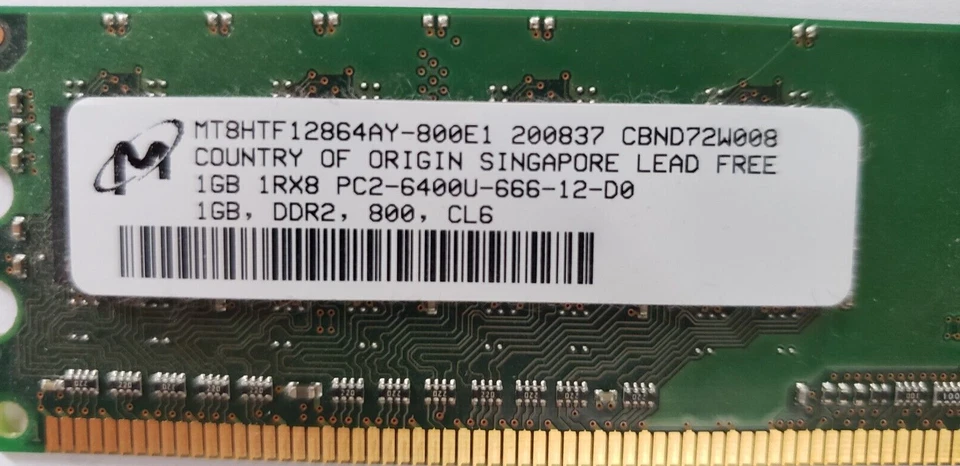 MT8HTF12864AY-800E1 200837 CBND72W008
COUNTRY OF ORIGIN SINGAPORE LEAD FREE
1GB 1RX8 PC2-6400U-666-12-D0
1GB, DDR2, 800, CL6